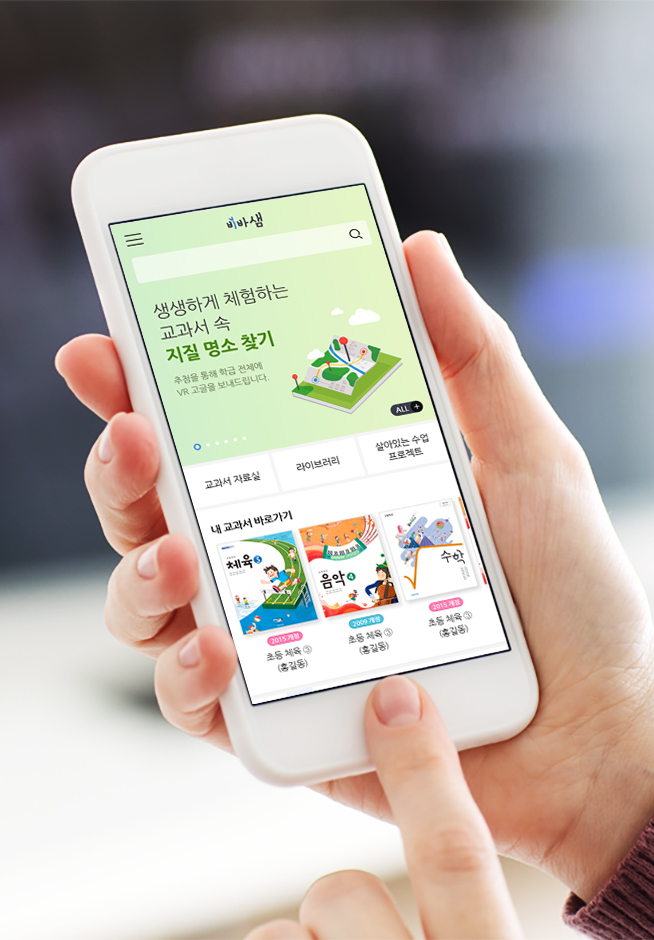 비바샘
생생하게 체험하는
교과서 속
지질 명소 찾기
추첨을 통해 학급 전체에
VR 고글을 보내드립니다.
ALL +
교과서 자료실
라이브러리
살아있는 수업
프로젝트
내 교과서 바로가기
체육 5
음악 4
수학
2015 개정
2009 개정
2015 개정
초등 체육 ③
(홍길동)
초등 체육 ③
(홍길동)
초등 체육 ③
(홍길동)